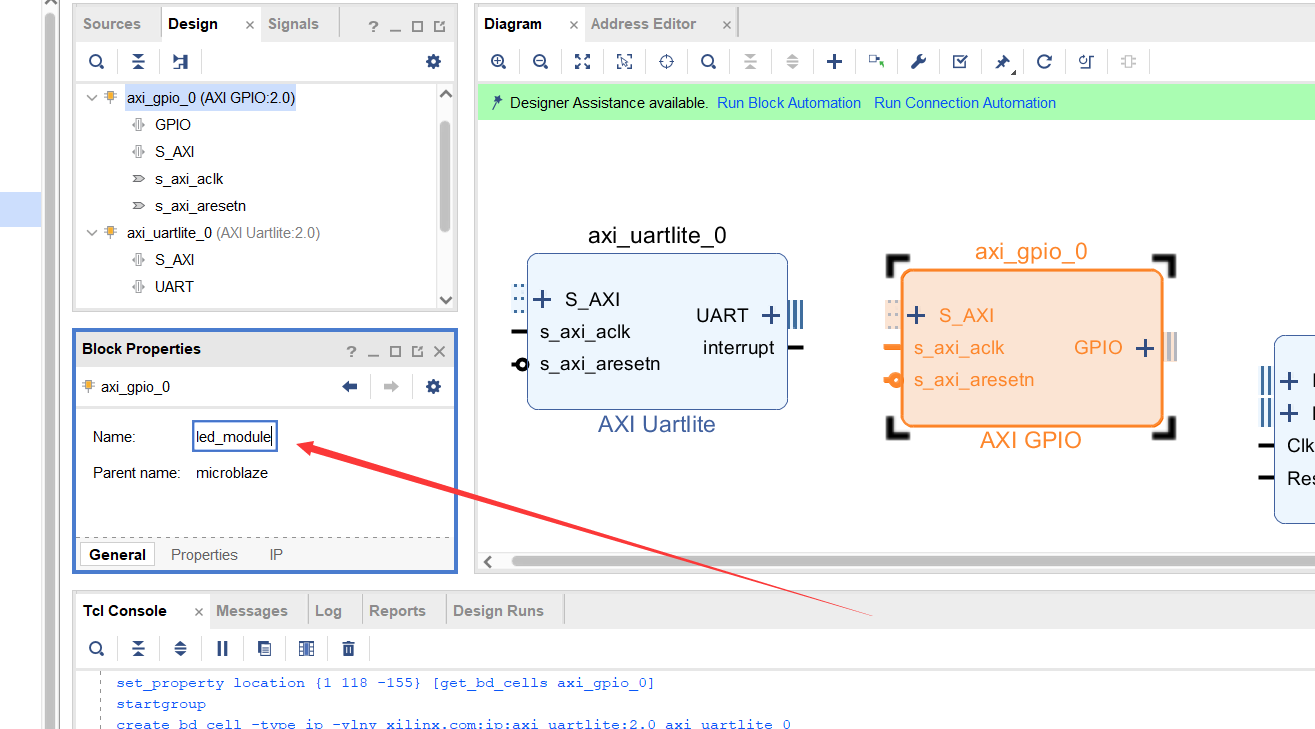 Sources Design × Signals ? _
axi_gpio_0 (AXI GPIO:2.0)
GPIO
S_AXI
s_axi_aclk
s_axi_aresetn
axi_uartlite_0 (AXI Uartlite:2.0)
S_AXI
UART
Block Properties ? _ ×
axi_gpio_0
Name: led_module
Parent name: microblaze
General Properties IP
Diagram × Address Editor ×
Designer Assistance available. Run Block Automation Run Connection Automation
axi_uartlite_0
S_AXI
s_axi_aclk
s_axi_aresetn
UART
interrupt
AXI Uartlite
axi_gpio_0
S_AXI
s_axi_aclk
s_axi_aresetn
GPIO
AXI GPIO
Clk
Res
Tcl Console × Messages Log Reports Design Runs
set_property location {1 118 -155} [get_bd_cells axi_gpio_0]
startgroup
create_bd_cell -type ip -vlnv xilinx.com:ip:axi_uartlite:2.0 axi_uartlite_0